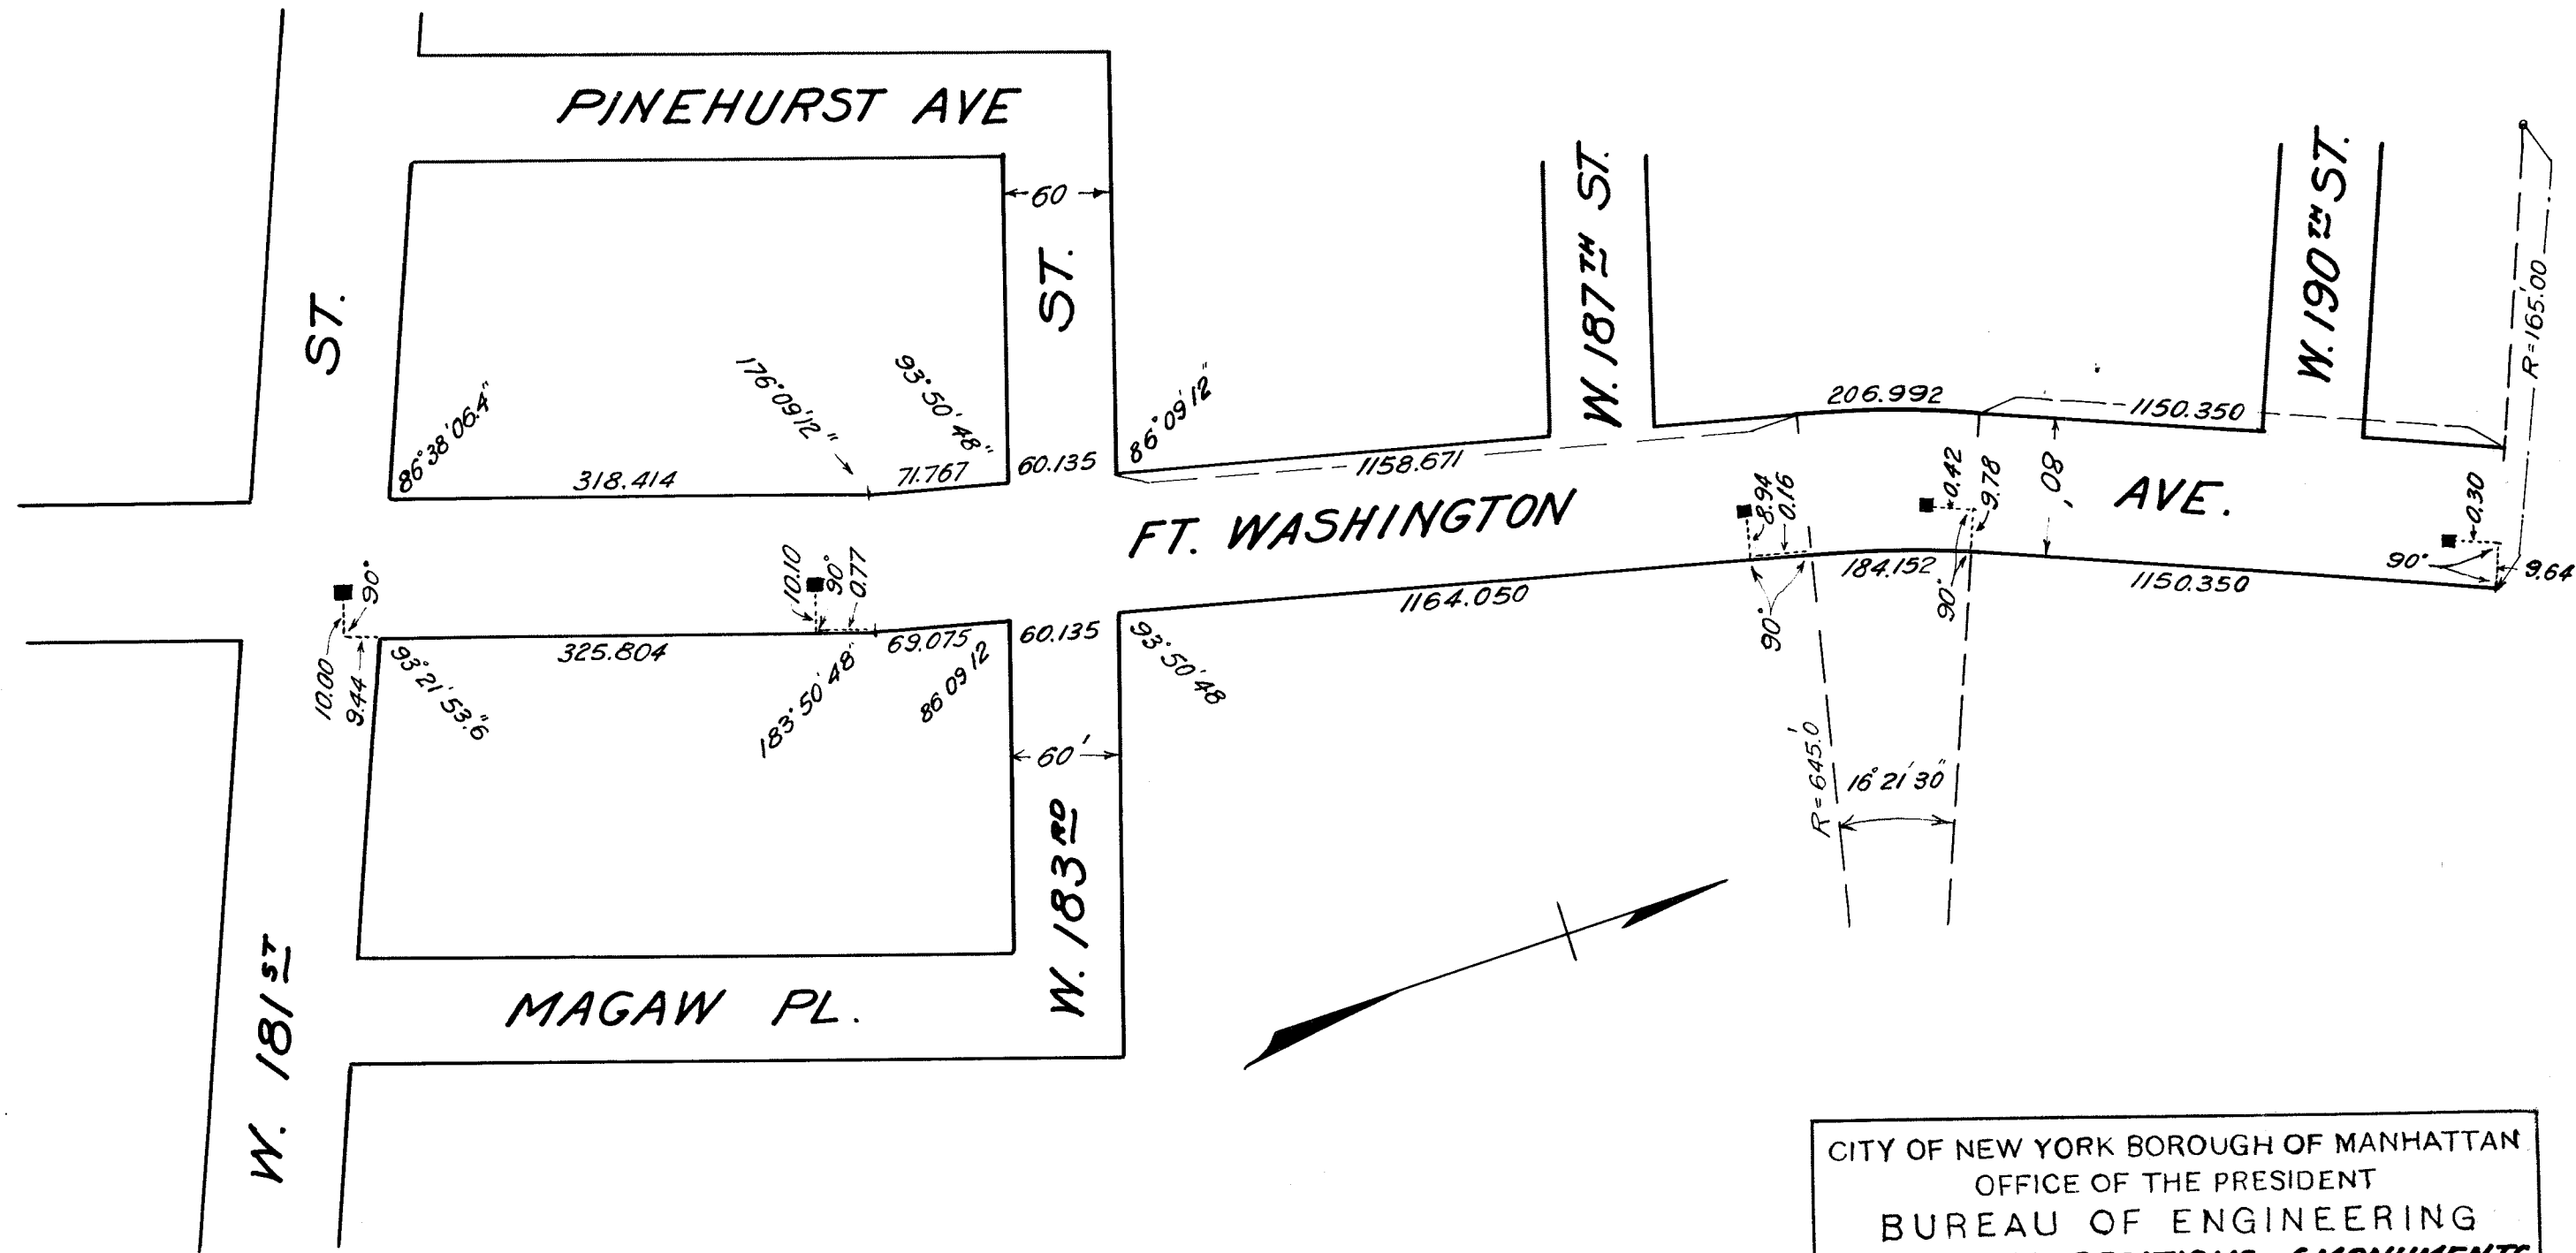 PINEHURST AVE
60
ST.
ST.
W. 187TH ST.
W. 190TH ST.
R=165.00'
86°38'06.4"
176°09'12"
93°50'48"
86°09'12"
318.414
71.767
60.135
1158.671
206.992
1150.350
FT. WASHINGTON
AVE.
8.94
0.16
0.42
9.78
80'
0.30
90°
10.10
90°
0.77
90°
9.64
10.00
9.44
93°21'53."6
325.804
183°50'48"
69.075
86 09 12
60.135
93°50'48
1164.050
90°
184.152
90°
1150.350
60'
R=645.0'
16°21'30"
W. 183RD
W. 181ST
MAGAW PL.
CITY OF NEW YORK BOROUGH OF MANHATTAN
OFFICE OF THE PRESIDENT
BUREAU OF ENGINEERING
MONUMENTS